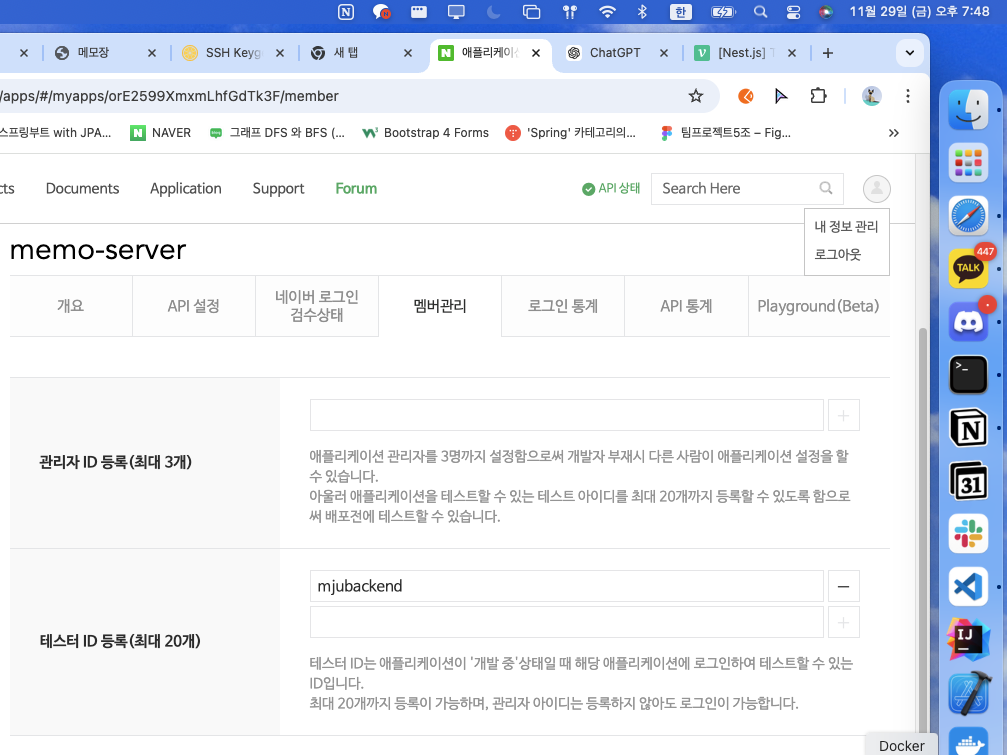 11월 29일 (금) 오후 7:48
한
메모장
SSH Keyg
새 탭
애플리케이션
ChatGPT
[Nest.js] T
/apps/#/myapps/orE2599XmxmLhfGdTk3F/member
스프링부트 with JPA...
NAVER
그래프 DFS 와 BFS (...
Bootstrap 4 Forms
'Spring' 카테고리의...
팀프로젝트5조 – Fig...
cts
Documents
Application
Support
Forum
API 상태
Search Here
내 정보 관리
로그아웃
memo-server
개요
API 설정
네이버 로그인
검수상태
멤버관리
로그인 통계
API 통계
Playground(Beta)
관리자 ID 등록(최대 3개)
애플리케이션 관리자를 3명까지 설정함으로써 개발자 부재시 다른 사람이 애플리케이션 설정을 할
수 있습니다.
아울러 애플리케이션을 테스트할 수 있는 테스트 아이디를 최대 20개까지 등록할 수 있도록 함으로
써 배포전에 테스트할 수 있습니다.
테스터 ID 등록(최대 20개)
mjubackend
테스터 ID는 애플리케이션이 '개발 중'상태일 때 해당 애플리케이션에 로그인하여 테스트할 수 있는
ID입니다.
최대 20개까지 등록이 가능하며, 관리자 아이디는 등록하지 않아도 로그인이 가능합니다.
447
TALK
31
IJ
Docker